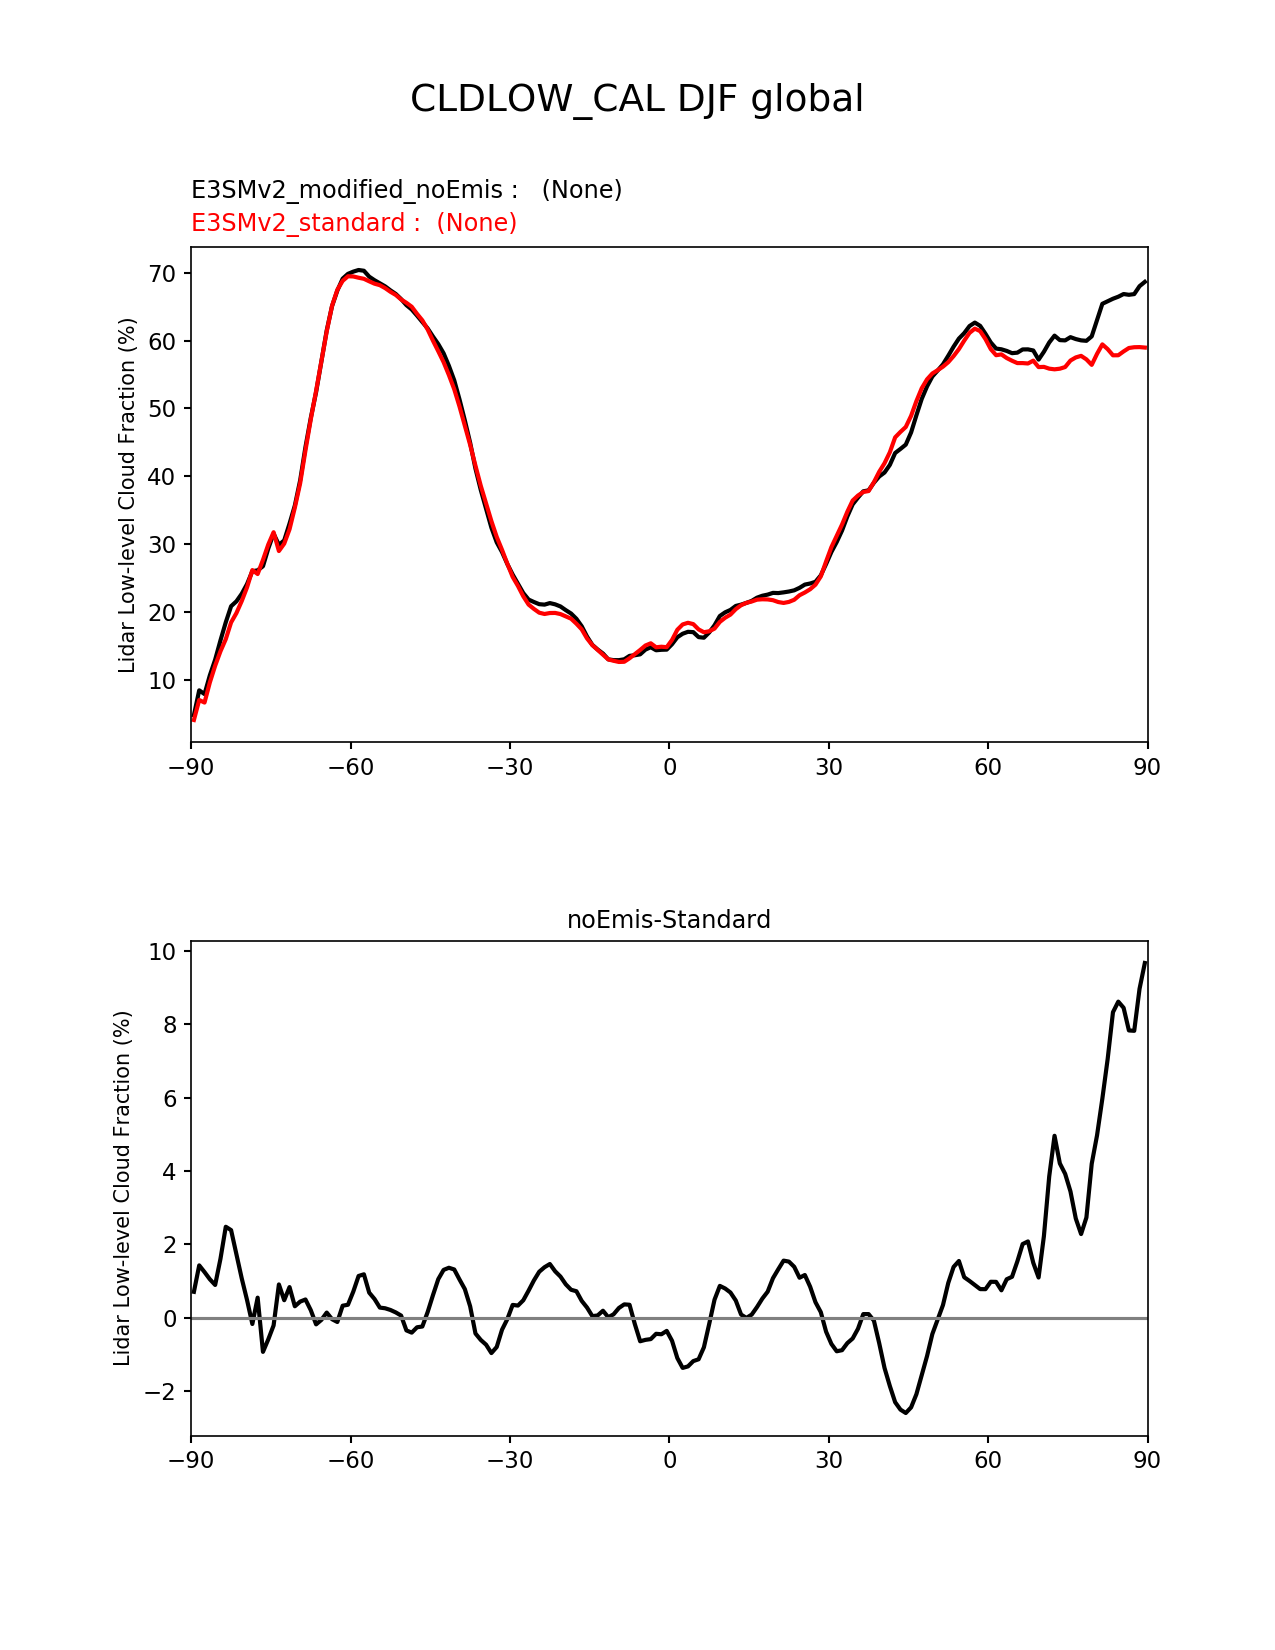 CLDLOW_CAL DJF global
E3SMv2_modified_noEmis :   (None)
E3SMv2_standard :  (None)
Lidar Low-level Cloud Fraction (%)
70
60
50
40
30
20
10
−90 −60 −30 0 30 60 90
noEmis-Standard
Lidar Low-level Cloud Fraction (%)
10
8
6
4
2
0
−2
−90 −60 −30 0 30 60 90